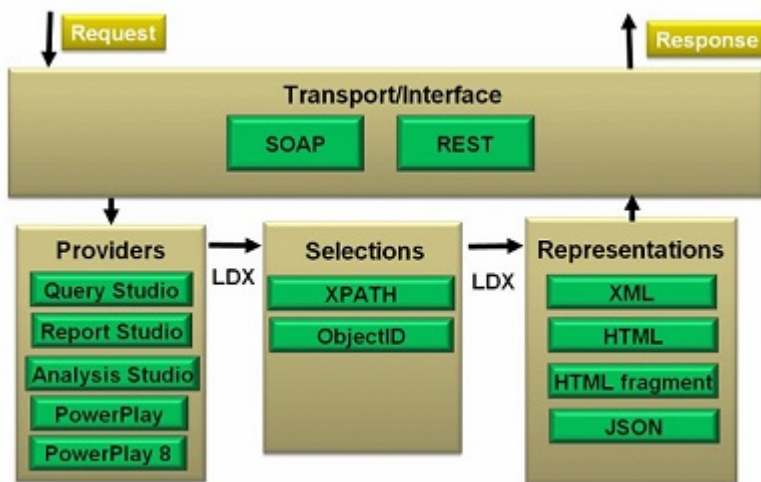 Request
Response
Transport/Interface
SOAP
REST
Providers
Query Studio
Report Studio
Analysis Studio
PowerPlay
PowerPlay 8
LDX
Selections
XPATH
ObjectID
LDX
Representations
XML
HTML
HTML fragment
JSON